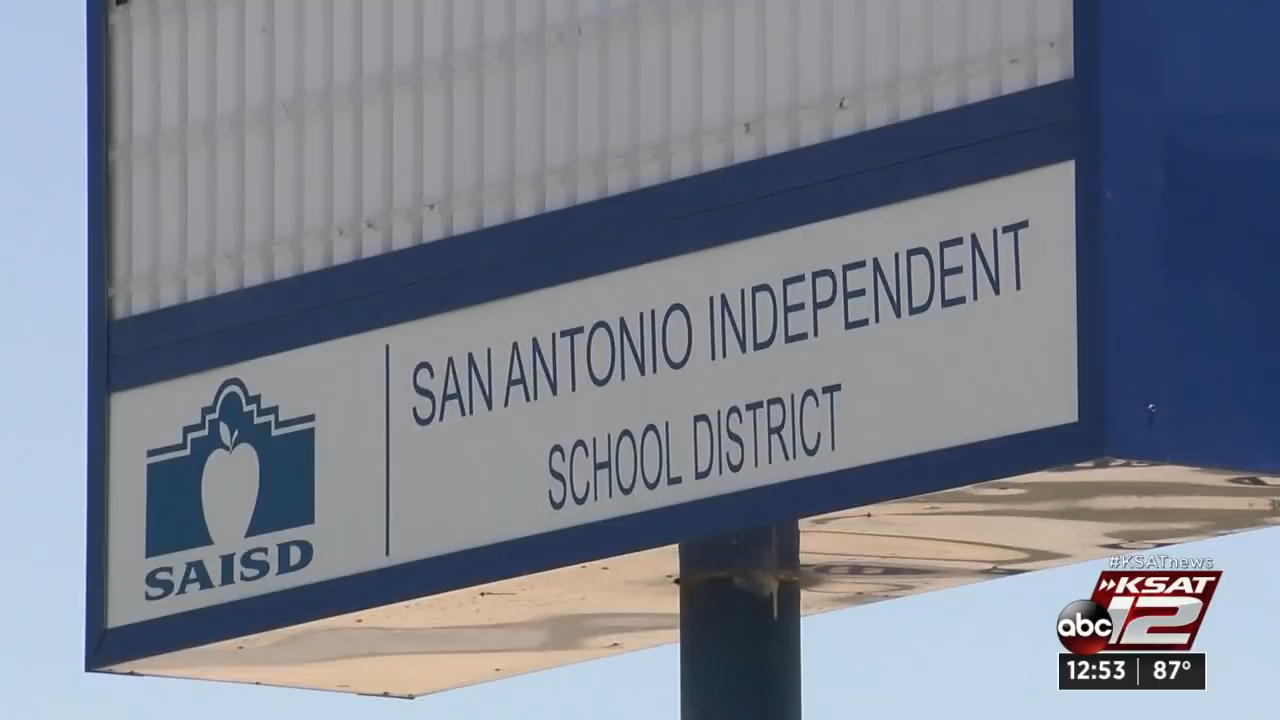 SAN ANTONIO INDEPENDENT
SCHOOL DISTRICT
SAISD
#KSATnews
KSAT
abc 12
12:53 87°